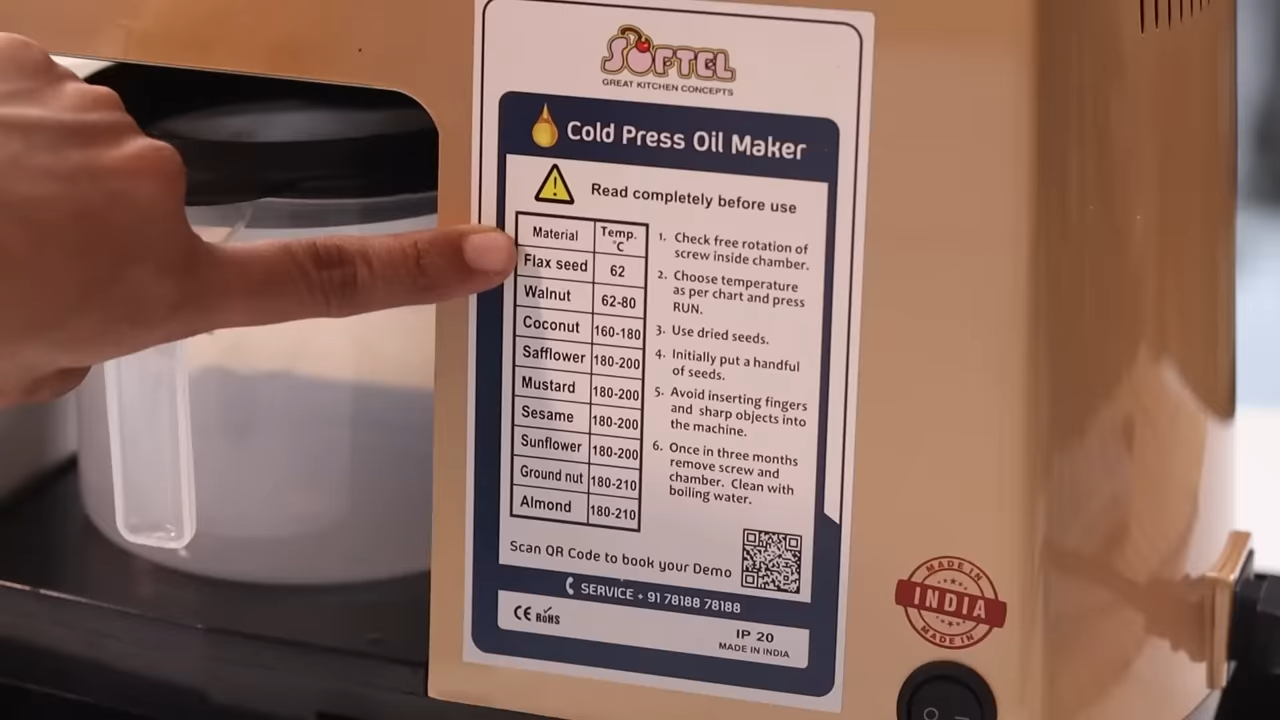 SOFTEL
GREAT KITCHEN CONCEPTS
Cold Press Oil Maker
Read completely before use
Material Temp. °C
Flax seed 62
Walnut 62-80
Coconut 160-180
Safflower 180-200
Mustard 180-200
Sesame 180-200
Sunflower 180-200
Ground nut 180-210
Almond 180-210
1. Check free rotation of
screw inside chamber.
2. Choose temperature
as per chart and press
RUN.
3. Use dried seeds.
4. Initially put a handful
of seeds.
5. Avoid inserting fingers
and sharp objects into
the machine.
6. Once in three months
remove screw and
chamber. Clean with
boiling water.
Scan QR Code to book your Demo
SERVICE + 91 78188 78188
CE RoHS
IP 20
MADE IN INDIA
MADE IN
INDIA
MADE IN